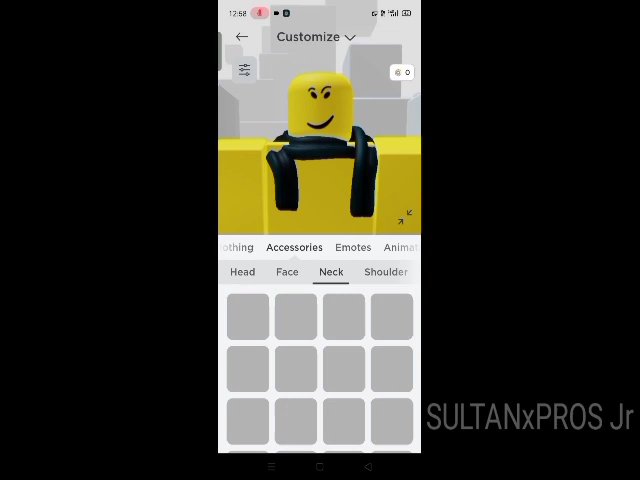 12:58
Customize
0
othing Accessories Emotes Animat
Head Face Neck Shoulder
SULTANxPROS Jr